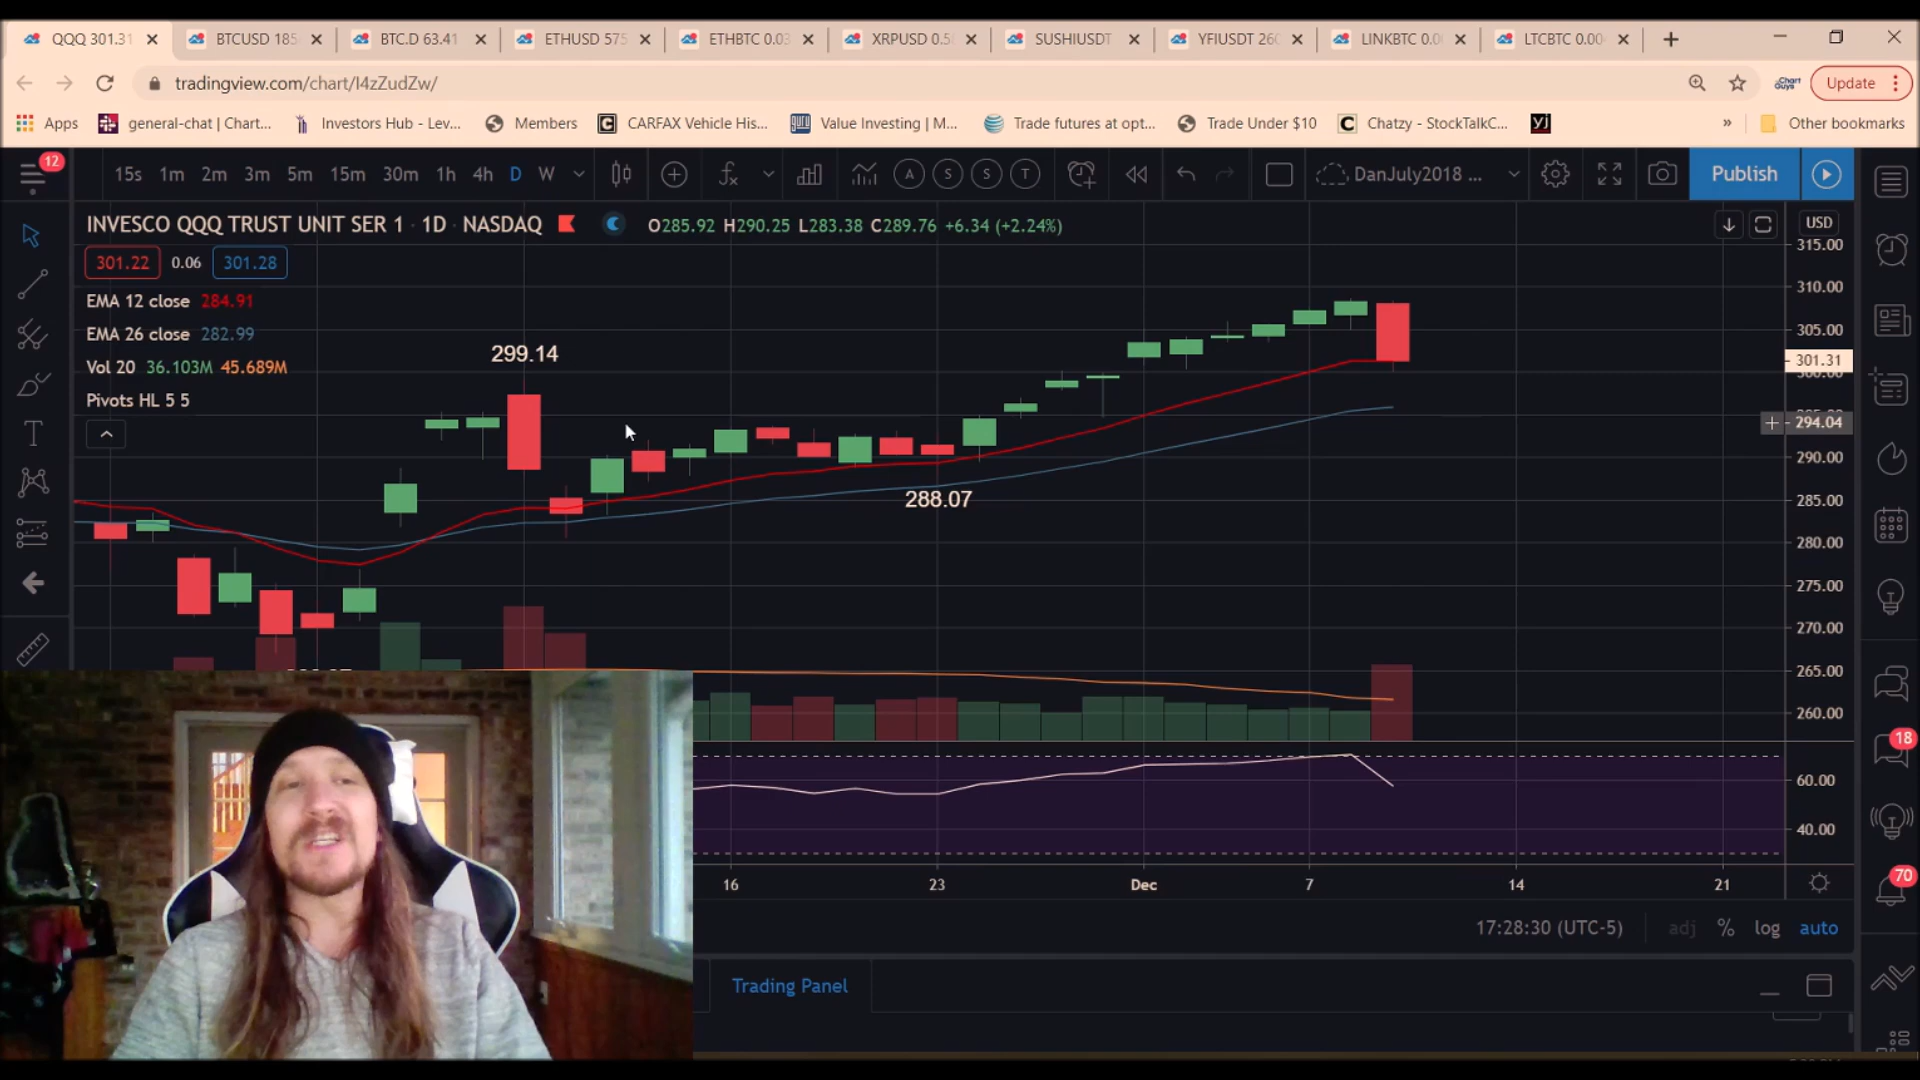 QQQ 301.31
BTCUSD 185
BTC.D 63.41
ETHUSD 575
ETHBTC 0.03
XRPUSD 0.5
SUSHIUSDT
YFIUSDT 26
LINKBTC 0.0
LTCBTC 0.00
tradingview.com/chart/I4zZudZw/
Update
Apps
general-chat | Chart...
Investors Hub - Lev...
Members
CARFAX Vehicle His...
guru
Value Investing | M...
Trade futures at opt...
Trade Under $10
Chatzy - StockTalkC...
yj
» Other bookmarks
12
15s 1m 2m 3m 5m 15m 30m 1h 4h D W
A S S T
DanJuly2018 ...
Publish
INVESCO QQQ TRUST UNIT SER 1 · 1D · NASDAQ
O285.92 H290.25 L283.38 C289.76 +6.34 (+2.24%)
USD
301.22 0.06 301.28
EMA 12 close 284.91
EMA 26 close 282.99
Vol 20 36.103M 45.689M
Pivots HL 5 5
299.14
288.07
315.00
310.00
305.00
301.31
300.00
294.04
290.00
285.00
280.00
275.00
270.00
265.00
260.00
60.00
40.00
16 23 Dec 7 14 21
17:28:30 (UTC-5) adj % log auto
Trading Panel
18
70